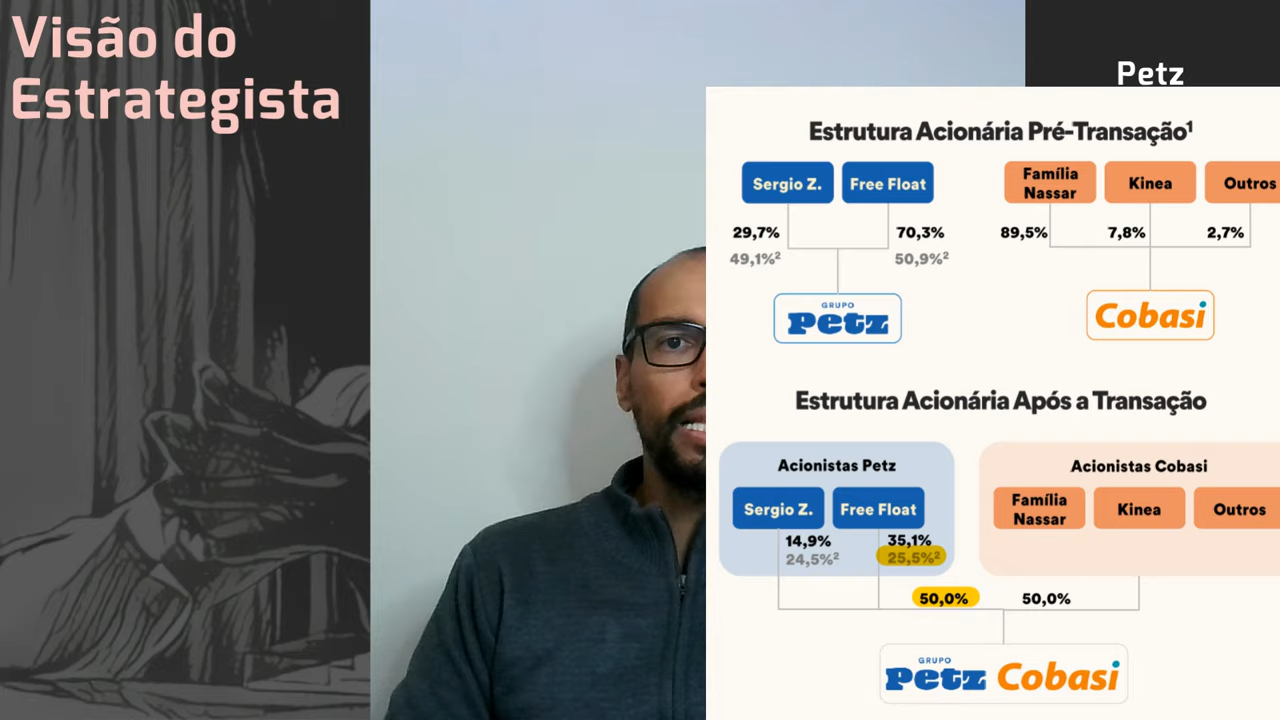 Visão do
Estrategista
Petz
Estrutura Acionária Pré-Transação¹
Sergio Z.
Free Float
Família
Nassar
Kinea
Outros
29,7%
70,3%
89,5%
7,8%
2,7%
49,1%²
50,9%²
GRUPO
Petz
Cobasi
Estrutura Acionária Após a Transação
Acionistas Petz
Acionistas Cobasi
Sergio Z.
Free Float
Família
Nassar
Kinea
Outros
14,9%
35,1%
24,5%²
25,5%²
50,0%
50,0%
GRUPO
Petz Cobasi